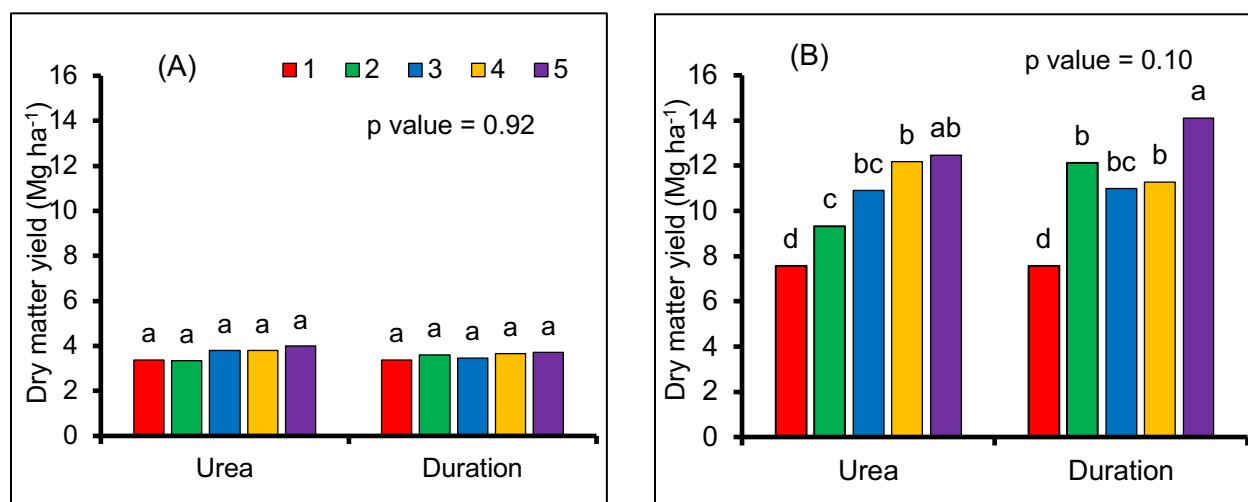 (A)
1 2 3 4 5
p value = 0.92
Dry matter yield (Mg ha⁻¹)
16
14
12
10
8
6
4
2
0
a a a a a a a a a a
Urea Duration
(B)
p value = 0.10
Dry matter yield (Mg ha⁻¹)
16
14
12
10
8
6
4
2
0
d c bc b ab d b bc b a
Urea Duration